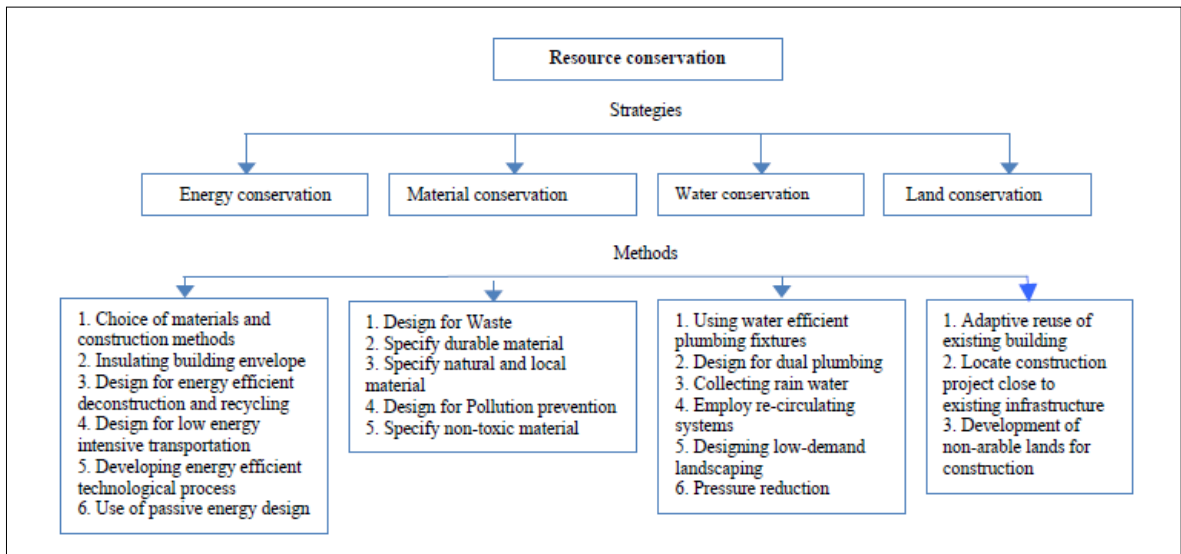 Resource conservation
Strategies
Energy conservation
Material conservation
Water conservation
Land conservation
Methods
1. Choice of materials and
construction methods
2. Insulating building envelope
3. Design for energy efficient
deconstruction and recycling
4. Design for low energy
intensive transportation
5. Developing energy efficient
technological process
6. Use of passive energy design
1. Design for Waste
2. Specify durable material
3. Specify natural and local
material
4. Design for Pollution prevention
5. Specify non-toxic material
1. Using water efficient
plumbing fixtures
2. Design for dual plumbing
3. Collecting rain water
4. Employ re-circulating
systems
5. Designing low-demand
landscaping
6. Pressure reduction
1. Adaptive reuse of
existing building
2. Locate construction
project close to
existing infrastructure
3. Development of
non-arable lands for
construction